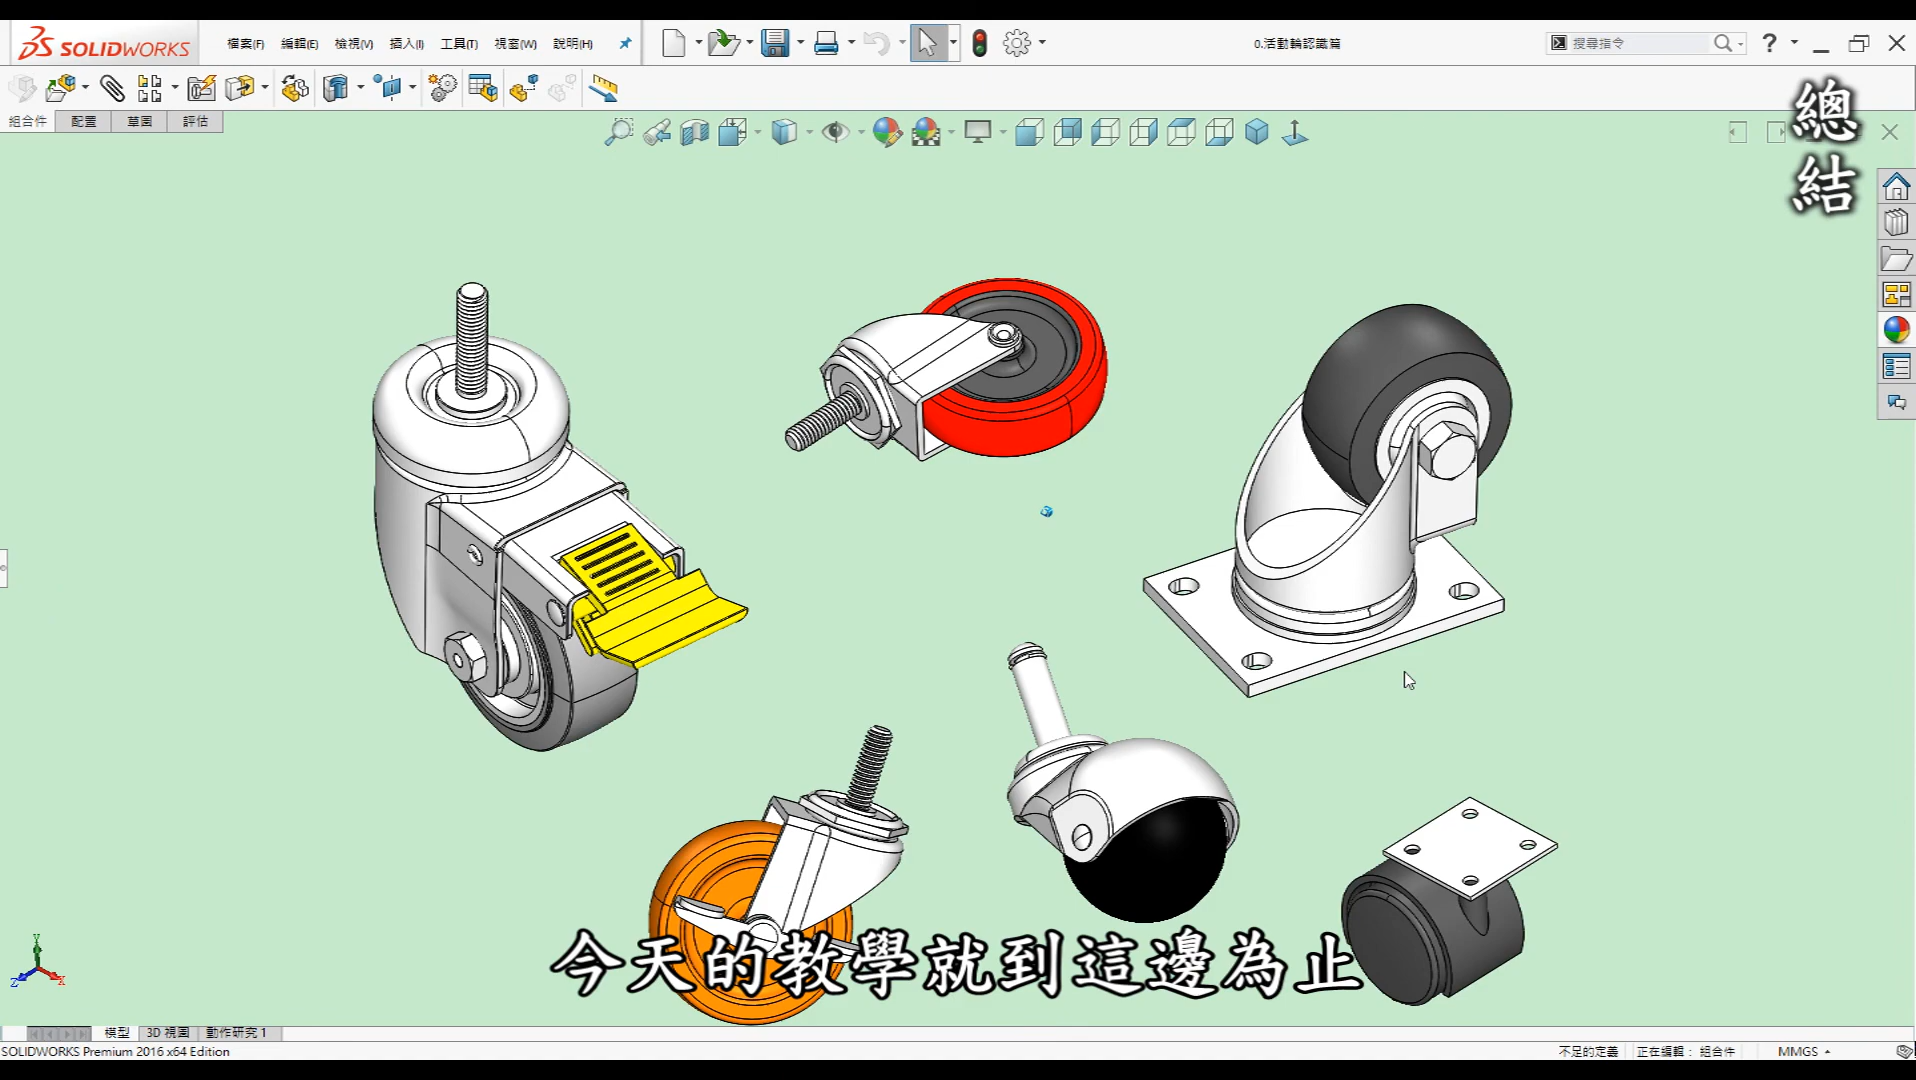 SOLIDWORKS
檔案(F) 編輯(E) 檢視(V) 插入(I) 工具(T) 視窗(W) 說明(H)
0.活動輪認識篇
搜尋指令
組合件 配置 草圖 評估
總結
今天的教學就到這邊為止
模型 3D 視圖 動作研究 1
SOLIDWORKS Premium 2016 x64 Edition
不足的定義 正在編輯： 組合件 MMGS